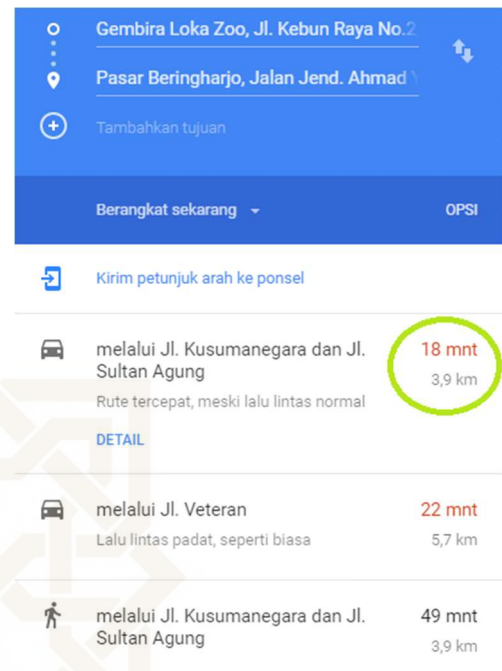 Gembira Loka Zoo, Jl. Kebun Raya No.2
Pasar Beringharjo, Jalan Jend. Ahmad Y
Tambahkan tujuan
Berangkat sekarang OPSI
Kirim petunjuk arah ke ponsel
melalui Jl. Kusumanegara dan Jl. 18 mnt
Sultan Agung 3,9 km
Rute tercepat, meski lalu lintas normal
DETAIL
melalui Jl. Veteran 22 mnt
Lalu lintas padat, seperti biasa 5,7 km
melalui Jl. Kusumanegara dan Jl. 49 mnt
Sultan Agung 3,9 km